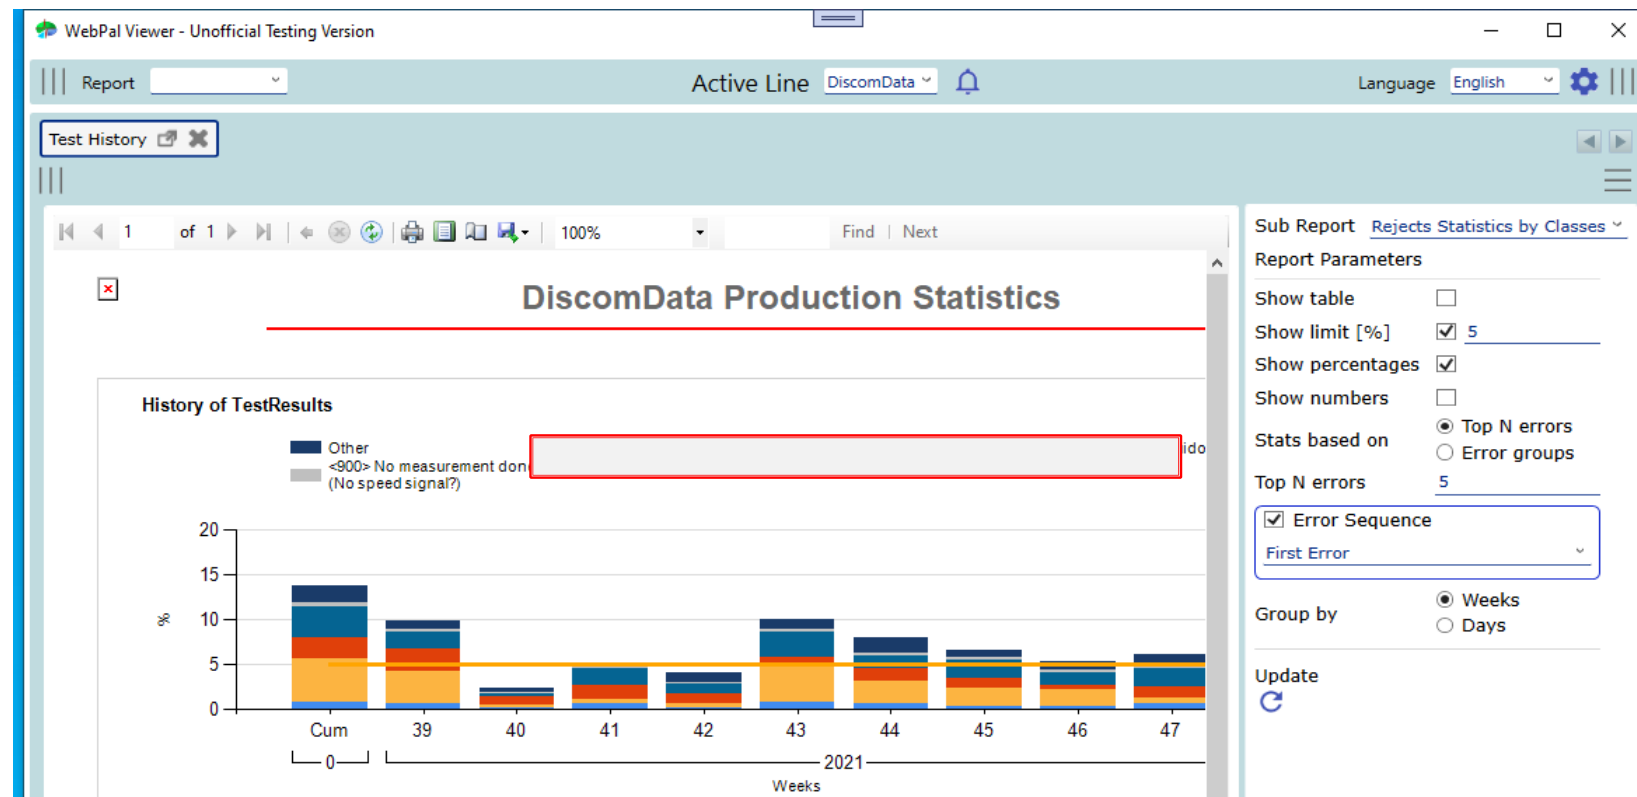 WebPal Viewer - Unofficial Testing Version
Report
Active Line DiscomData
Language English
Test History
1 of 1 100% Find Next
DiscomData Production Statistics
History of TestResults
Other
<900> No measurement
(No speed signal?)
20
15
10
5
0
%
Cum 39 40 41 42 43 44 45 46 47
0 2021
Weeks
Sub Report Rejects Statistics by Classes
Report Parameters
Show table
Show limit [%] 5
Show percentages
Show numbers
Stats based on
Top N errors
Error groups
Top N errors 5
Error Sequence
First Error
Group by
Weeks
Days
Update